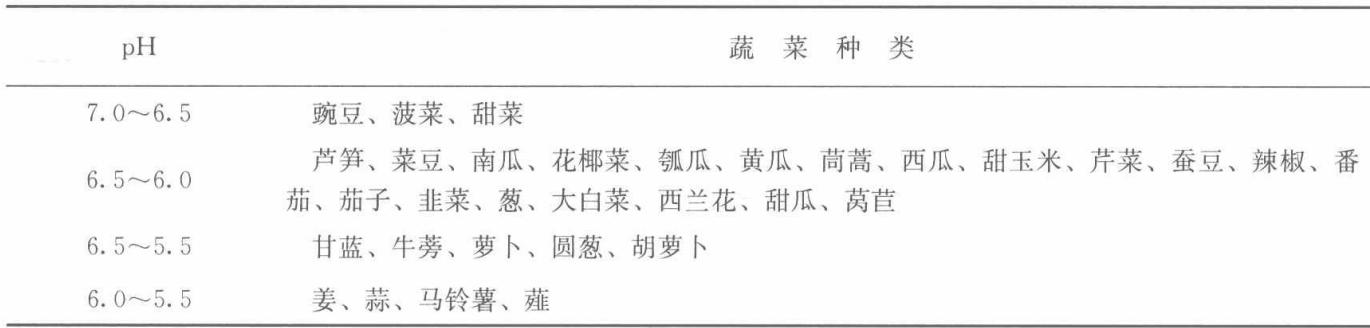 pH 蔬菜种类
7.0～6.5 豌豆、菠菜、甜菜
6.5～6.0 芦笋、菜豆、南瓜、花椰菜、瓠瓜、黄瓜、茼蒿、西瓜、甜玉米、芹菜、蚕豆、辣椒、番
茄、茄子、韭菜、葱、大白菜、西兰花、甜瓜、莴苣
6.5～5.5 甘蓝、牛蒡、萝卜、圆葱、胡萝卜
6.0～5.5 姜、蒜、马铃薯、薤